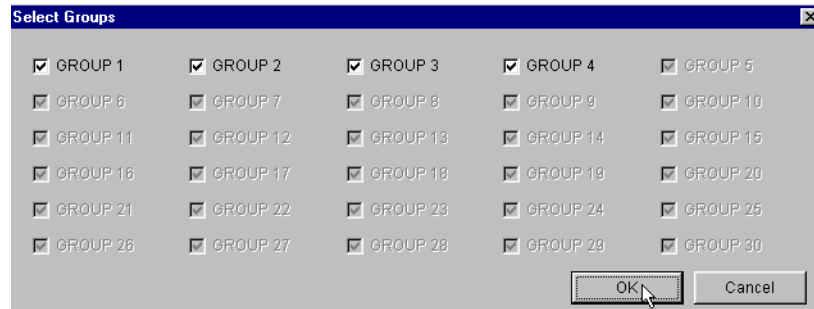 Select Groups
GROUP 1 GROUP 2 GROUP 3 GROUP 4 GROUP 5
GROUP 6 GROUP 7 GROUP 8 GROUP 9 GROUP 10
GROUP 11 GROUP 12 GROUP 13 GROUP 14 GROUP 15
GROUP 16 GROUP 17 GROUP 18 GROUP 19 GROUP 20
GROUP 21 GROUP 22 GROUP 23 GROUP 24 GROUP 25
GROUP 26 GROUP 27 GROUP 28 GROUP 29 GROUP 30
OK Cancel